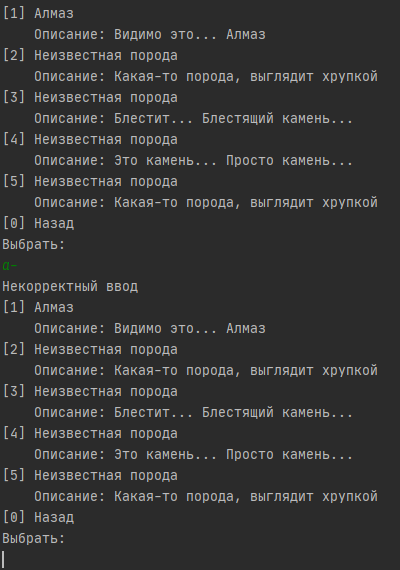 [1] Алмаз
Описание: Видимо это... Алмаз
[2] Неизвестная порода
Описание: Какая-то порода, выглядит хрупкой
[3] Неизвестная порода
Описание: Блестит... Блестящий камень...
[4] Неизвестная порода
Описание: Это камень... Просто камень...
[5] Неизвестная порода
Описание: Какая-то порода, выглядит хрупкой
[0] Назад
Выбрать:
а-
Некорректный ввод
[1] Алмаз
Описание: Видимо это... Алмаз
[2] Неизвестная порода
Описание: Какая-то порода, выглядит хрупкой
[3] Неизвестная порода
Описание: Блестит... Блестящий камень...
[4] Неизвестная порода
Описание: Это камень... Просто камень...
[5] Неизвестная порода
Описание: Какая-то порода, выглядит хрупкой
[0] Назад
Выбрать: